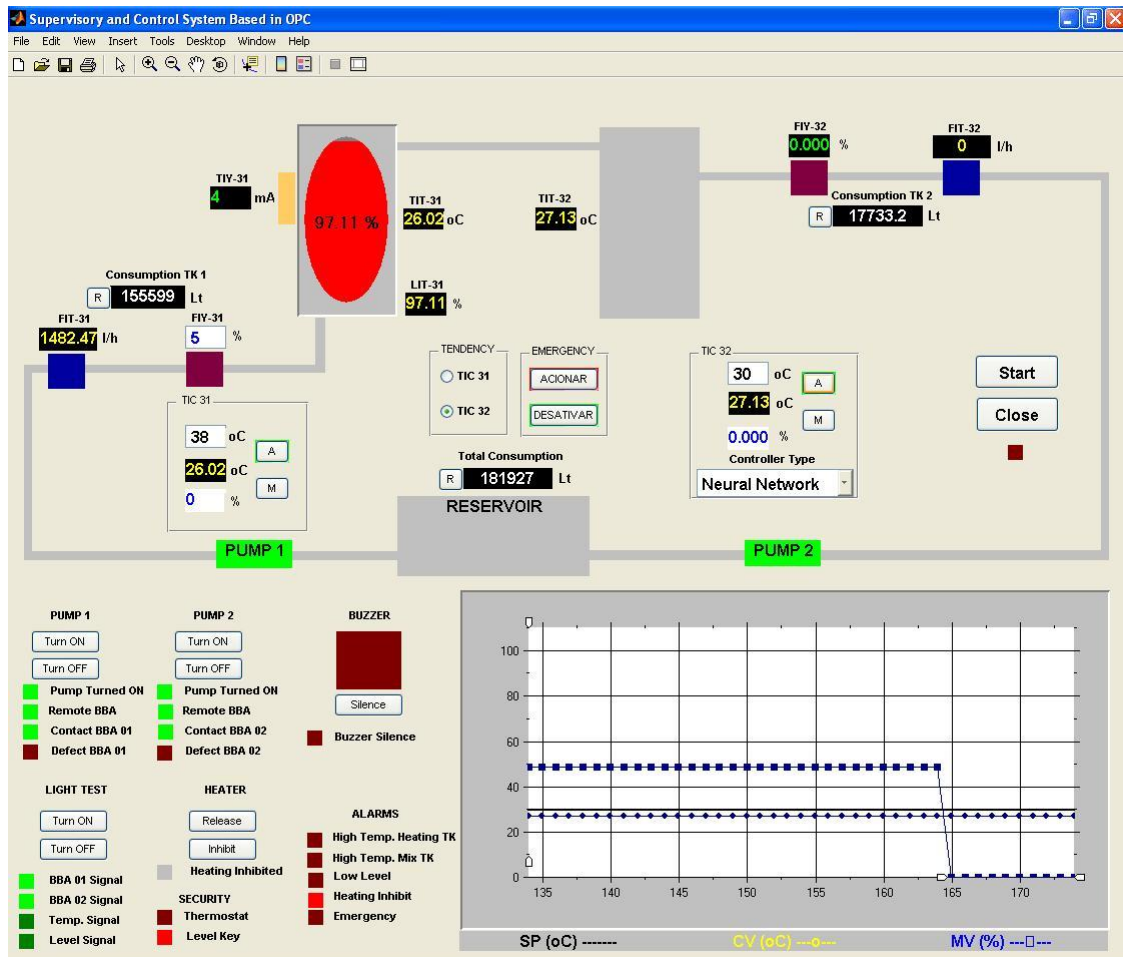 Supervisory and Control System Based in OPC
File Edit View Insert Tools Desktop Window Help
FIY-32 FIT-32
0.000 % 0 l/h
TIY-31
4 mA
97.11 %
TIT-31 TIT-32
26.02 oC 27.13 oC
Consumption TK 2
R 17733.2 Lt
Consumption TK 1
R 155599 Lt
LIT-31
97.11 %
FIT-31 FIY-31
1482.47 l/h 5 %
TENDENCY
TIC 31
TIC 32
EMERGENCY
ACIONAR
DESATIVAR
TIC 32
30 oC A
27.13 oC
0.000 % M
Controller Type
Neural Network
Start
Close
TIC 31
38 oC A
26.02 oC
0 % M
Total Consumption
R 181927 Lt
RESERVOIR
PUMP 1 PUMP 2
PUMP 1
Turn ON
Turn OFF
Pump Turned ON
Remote BBA
Contact BBA 01
Defect BBA 01
PUMP 2
Turn ON
Turn OFF
Pump Turned ON
Remote BBA
Contact BBA 02
Defect BBA 02
BUZZER
Silence
Buzzer Silence
LIGHT TEST
Turn ON
Turn OFF
BBA 01 Signal
BBA 02 Signal
Temp. Signal
Level Signal
HEATER
Release
Inhibit
Heating Inhibited
SECURITY
Thermostat
Level Key
ALARMS
High Temp. Heating TK
High Temp. Mix TK
Low Level
Heating Inhibit
Emergency
100
80
60
40
20
0
135 140 145 150 155 160 165 170
SP (oC) ------- CV (oC) ---o--- MV (%) ---□---